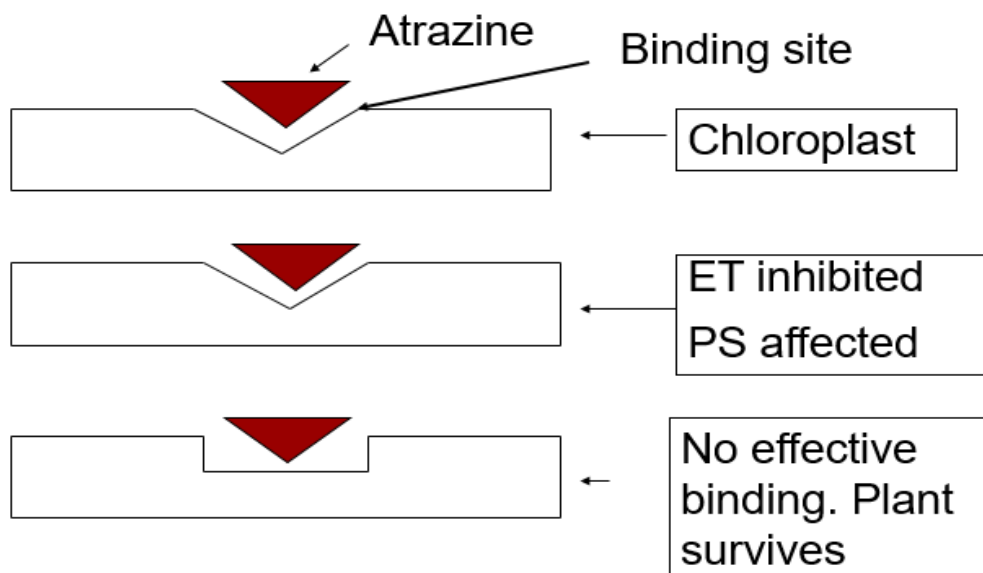 Atrazine
Binding site
Chloroplast
ET inhibited
PS affected
No effective
binding. Plant
survives